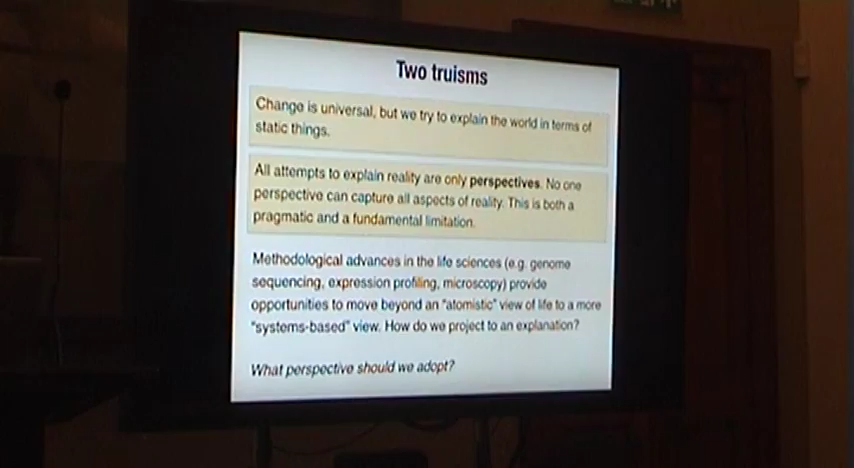 Two truisms
Change is universal, but we try to explain the world in terms of
static things.
All attempts to explain reality are only perspectives. No one
perspective can capture all aspects of reality. This is both a
pragmatic and a fundamental limitation.
Methodological advances in the life sciences (e.g. genome
sequencing, expression profiling, microscopy) provide
opportunities to move beyond an "atomistic" view of life to a more
"systems-based" view. How do we project to an explanation?
What perspective should we adopt?